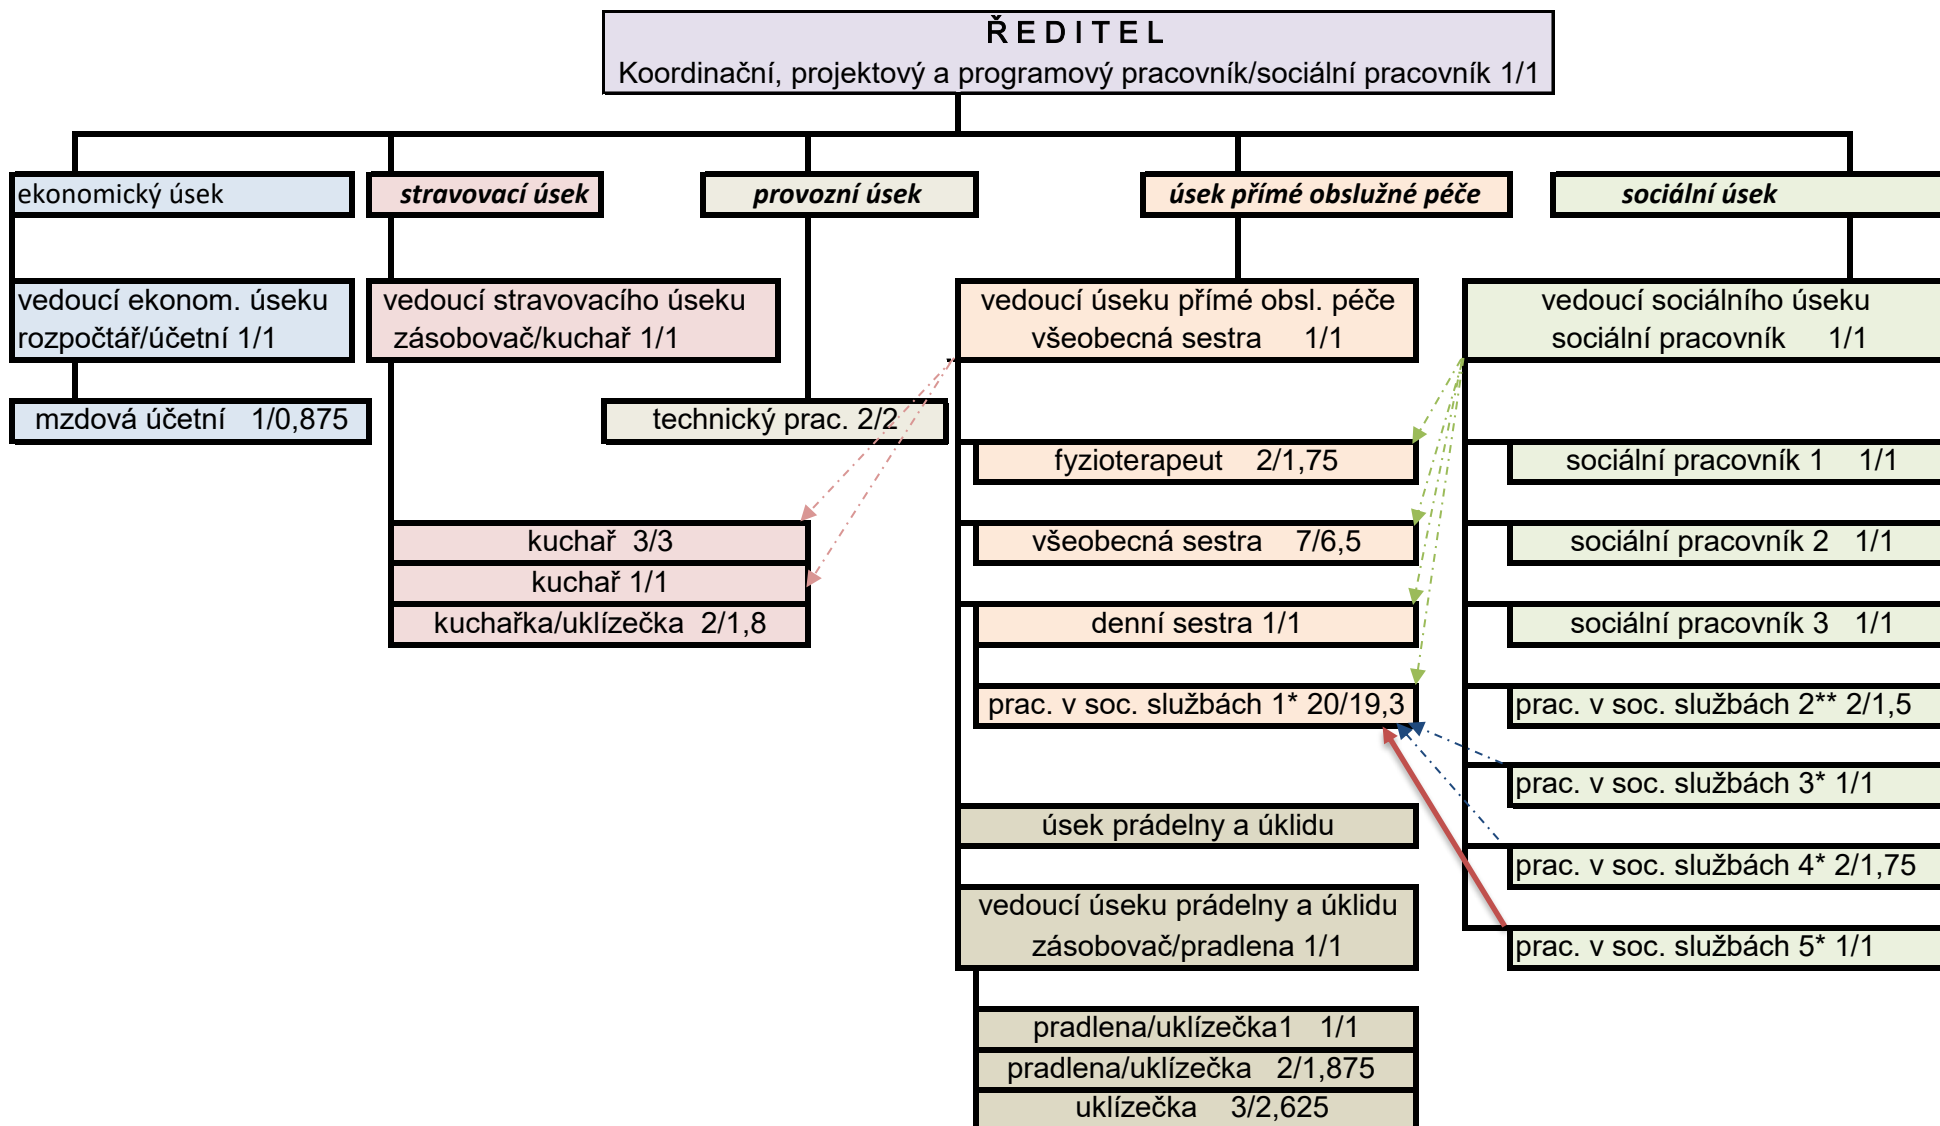 Ř E D I T E L
Koordinační, projektový a programový pracovník/sociální pracovník 1/1
ekonomický úsek
stravovací úsek
provozní úsek
úsek přímé obslužné péče
sociální úsek
vedoucí ekonom. úseku
rozpočtář/účetní 1/1
vedoucí stravovacího úseku
zásobovač/kuchař 1/1
vedoucí úseku přímé obsl. péče
všeobecná sestra 1/1
vedoucí sociálního úseku
sociální pracovník 1/1
mzdová účetní 1/0,875
technický prac. 2/2
fyzioterapeut 2/1,75
sociální pracovník 1 1/1
kuchař 3/3
všeobecná sestra 7/6,5
sociální pracovník 2 1/1
kuchař 1/1
kuchařka/uklízečka 2/1,8
denní sestra 1/1
sociální pracovník 3 1/1
prac. v soc. službách 1* 20/19,3
prac. v soc. službách 2** 2/1,5
prac. v soc. službách 3* 1/1
úsek prádelny a úklidu
prac. v soc. službách 4* 2/1,75
vedoucí úseku prádelny a úklidu
zásobovač/pradlena 1/1
prac. v soc. službách 5* 1/1
pradlena/uklízečka1 1/1
pradlena/uklízečka 2/1,875
uklízečka 3/2,625